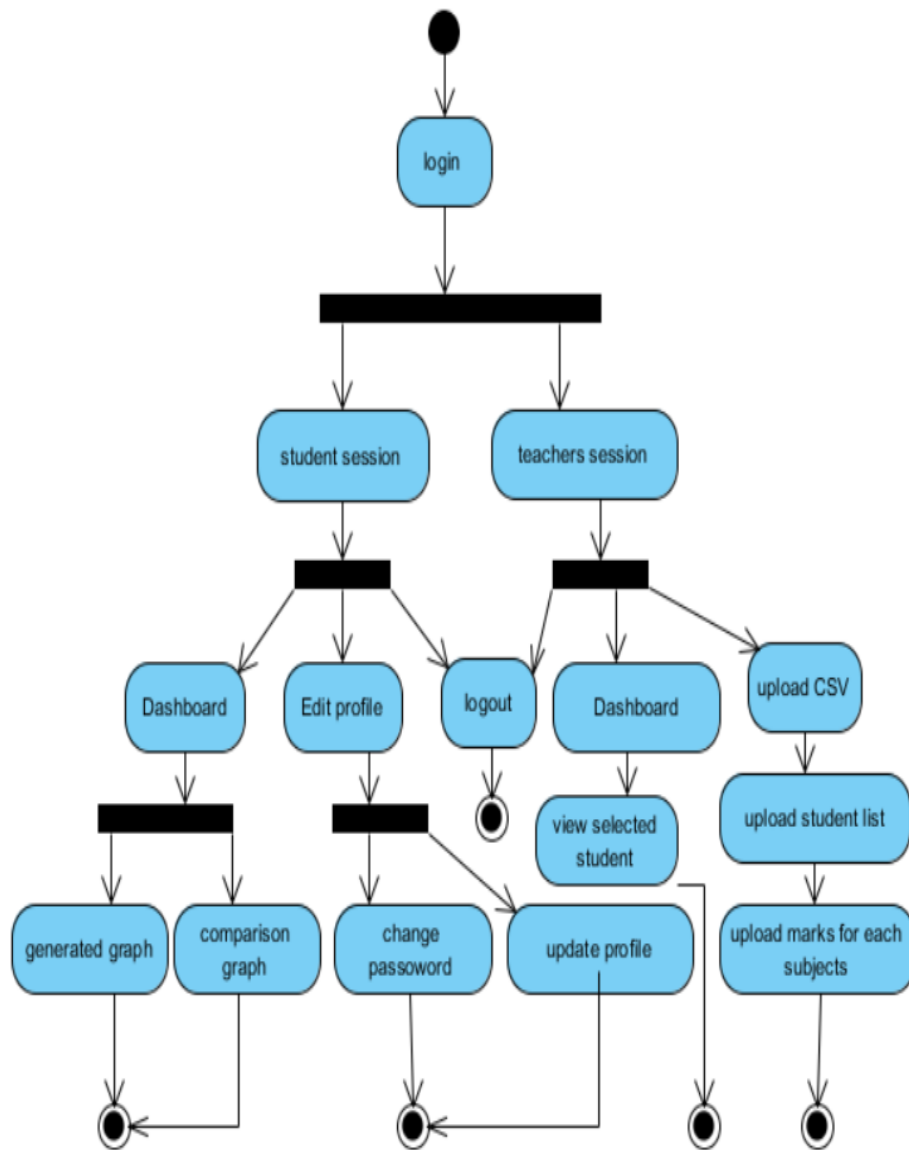 login
student session
teachers session
Dashboard
Edit profile
logout
Dashboard
upload CSV
view selected
student
upload student list
generated graph
comparison
graph
change
passoword
update profile
upload marks for each
subjects